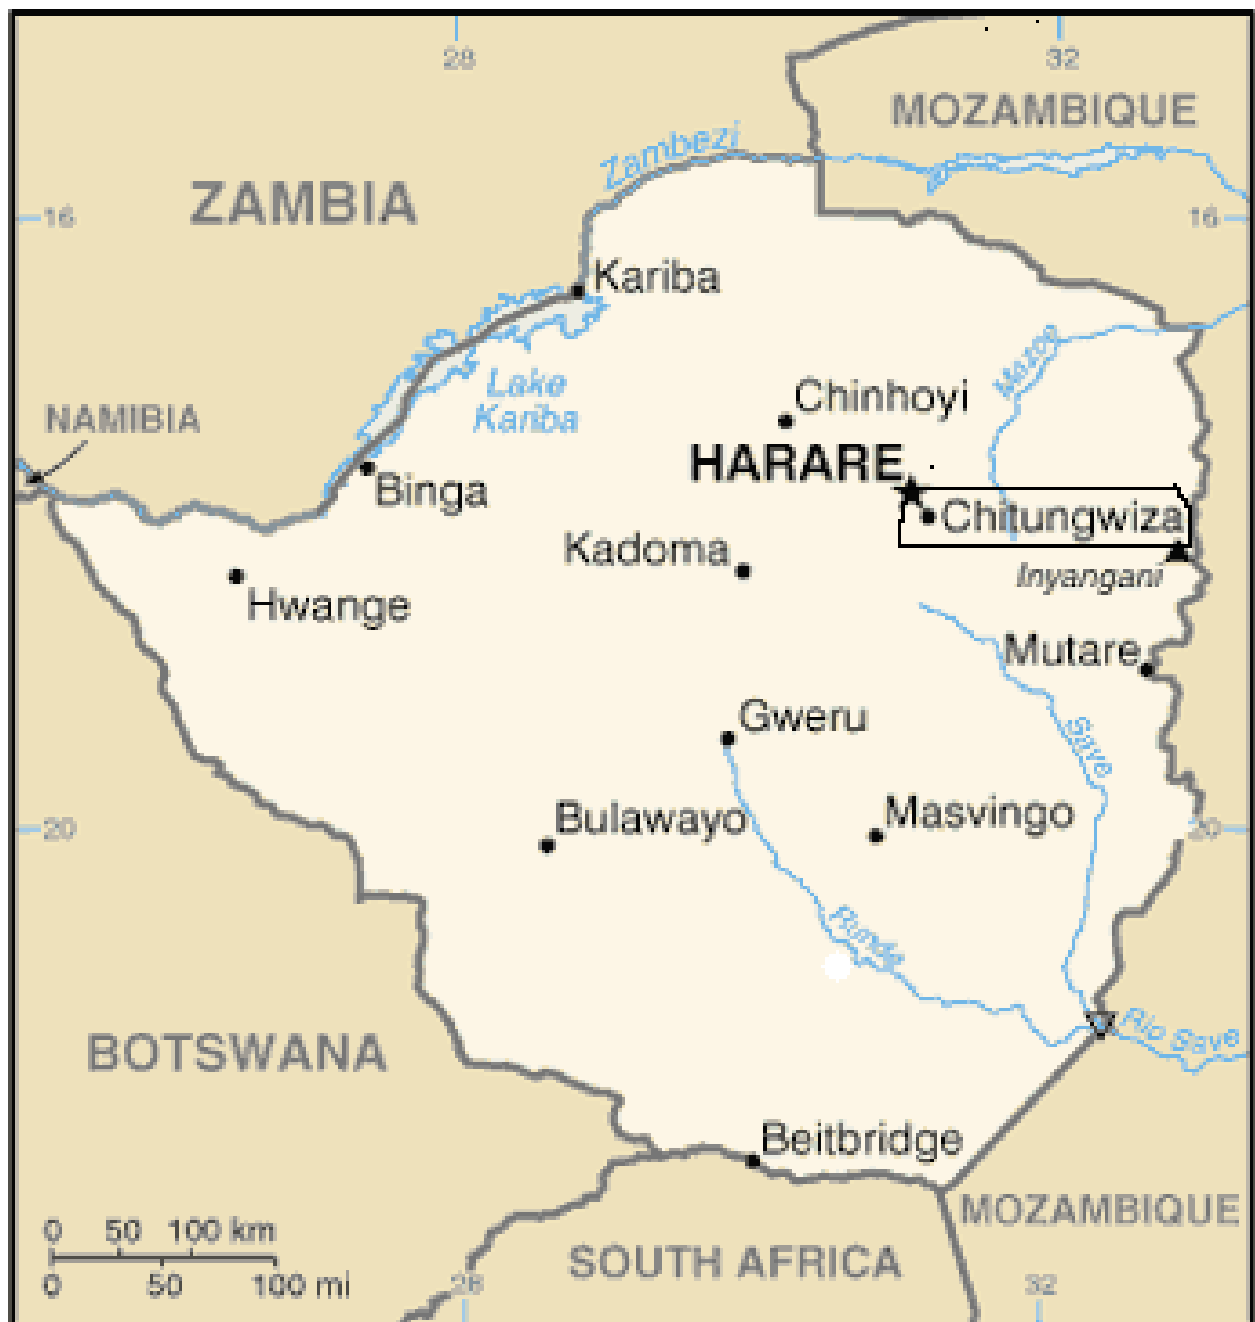 28
32
MOZAMBIQUE
Zambezi
ZAMBIA
16
16
Kariba
Mazoe
Lake
Kariba
Chinhoyi
NAMIBIA
HARARE
Binga
Chitungwiza
Kadoma
Inyangani
Hwange
Mutare
Gweru
Save
Bulawayo
Masvingo
20
20
Runde
Rio Save
BOTSWANA
Beitbridge
MOZAMBIQUE
0 50 100 km
SOUTH AFRICA
0 50 100 mi
28
32